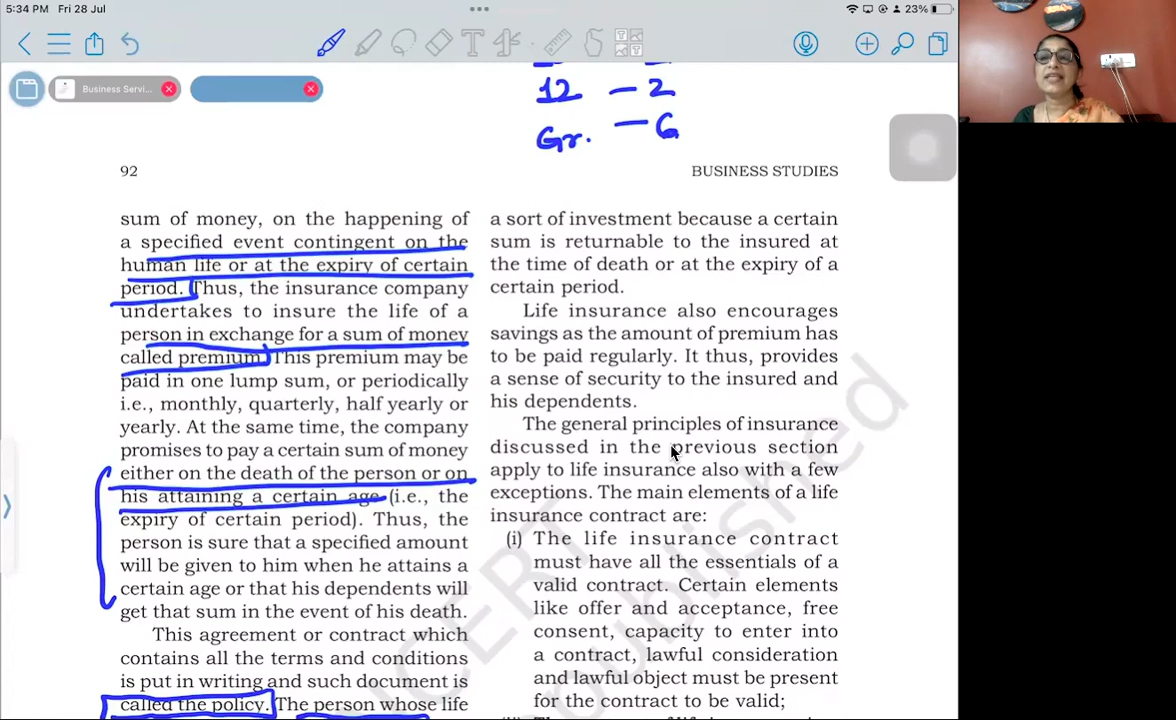 5:34 PM Fri 28 Jul
23%
Business Servi...
12 – 2
Gr. – 6
92
BUSINESS STUDIES
sum of money, on the happening of
a specified event contingent on the
human life or at the expiry of certain
period. Thus, the insurance company
undertakes to insure the life of a
person in exchange for a sum of money
called premium. This premium may be
paid in one lump sum, or periodically
i.e., monthly, quarterly, half yearly or
yearly. At the same time, the company
promises to pay a certain sum of money
either on the death of the person or on
his attaining a certain age (i.e., the
expiry of certain period). Thus, the
person is sure that a specified amount
will be given to him when he attains a
certain age or that his dependents will
get that sum in the event of his death.
This agreement or contract which
contains all the terms and conditions
is put in writing and such document is
called the policy. The person whose life
a sort of investment because a certain
sum is returnable to the insured at
the time of death or at the expiry of a
certain period.
Life insurance also encourages
savings as the amount of premium has
to be paid regularly. It thus, provides
a sense of security to the insured and
his dependents.
The general principles of insurance
discussed in the previous section
apply to life insurance also with a few
exceptions. The main elements of a life
insurance contract are:
(i) The life insurance contract
must have all the essentials of a
valid contract. Certain elements
like offer and acceptance, free
consent, capacity to enter into
a contract, lawful consideration
and lawful object must be present
for the contract to be valid;